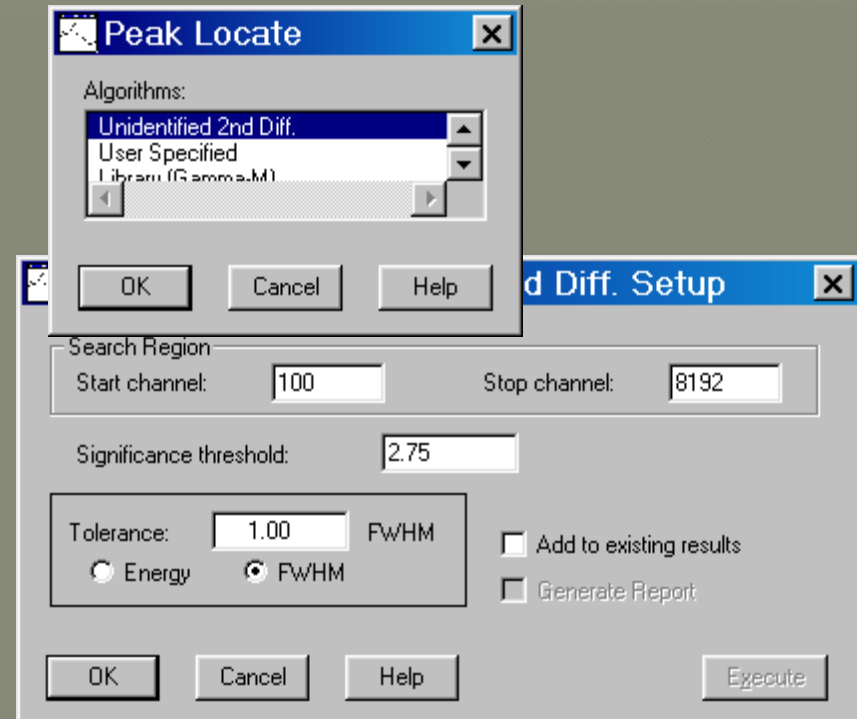 Peak Locate
Algorithms:
Unidentified 2nd Diff.
User Specified
Library (Gamma-M)
OK Cancel Help
d Diff. Setup
Search Region
Start channel: 100 Stop channel: 8192
Significance threshold: 2.75
Tolerance: 1.00 FWHM
Energy FWHM
Add to existing results
Generate Report
OK Cancel Help Execute